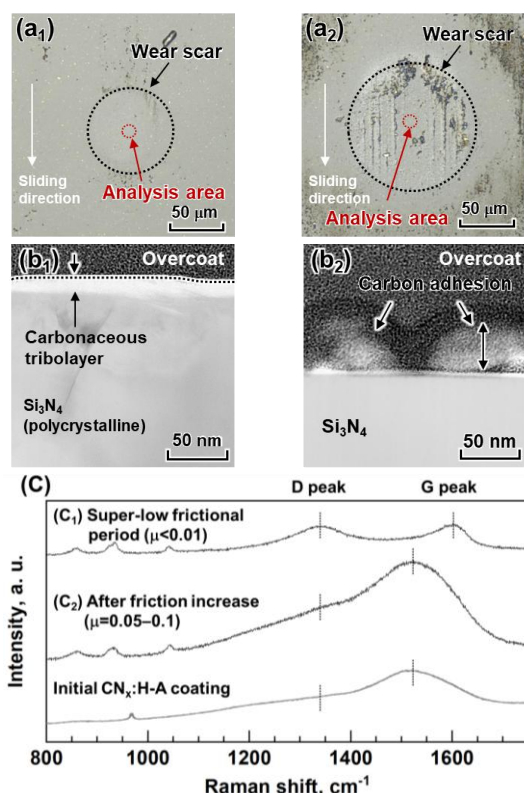 (a₁)
Wear scar
Sliding
direction
Analysis area
50 μm
(a₂)
Wear scar
Sliding
direction
Analysis area
50 μm
(b₁)
Overcoat
Carbonaceous
tribolayer
Si₃N₄
(polycrystalline)
50 nm
(b₂)
Overcoat
Carbon adhesion
Si₃N₄
50 nm
(C)
D peak
G peak
(C₁) Super-low frictional
period (μ<0.01)
(C₂) After friction increase
(μ=0.05–0.1)
Initial CNₓ:H-A coating
Intensity, a. u.
800
1000
1200
1400
1600
Raman shift, cm⁻¹